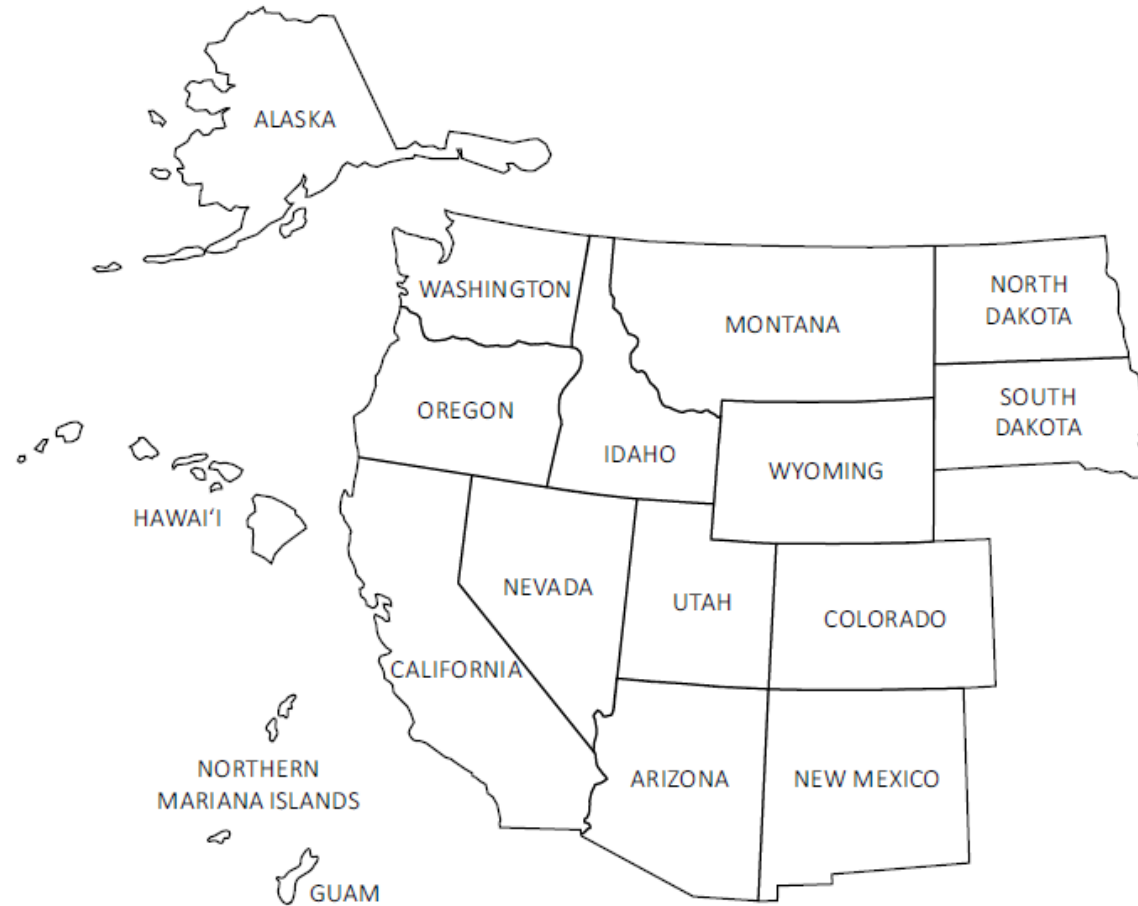 ALASKA
WASHINGTON
MONTANA
NORTH
DAKOTA
OREGON
SOUTH
DAKOTA
IDAHO
WYOMING
HAWAI‘I
NEVADA
UTAH
COLORADO
CALIFORNIA
NORTHERN
MARIANA ISLANDS
ARIZONA
NEW MEXICO
GUAM